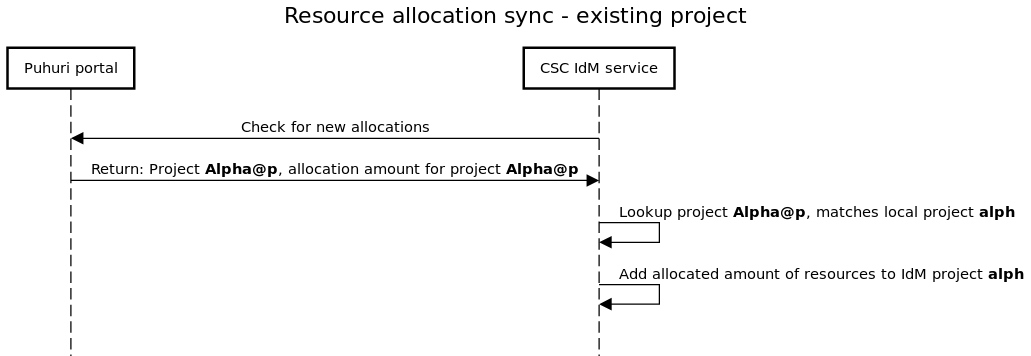 Resource allocation sync - existing project
Puhuri portal
CSC IdM service
Check for new allocations
Return: Project Alpha@p, allocation amount for project Alpha@p
Lookup project Alpha@p, matches local project alph
Add allocated amount of resources to IdM project alph